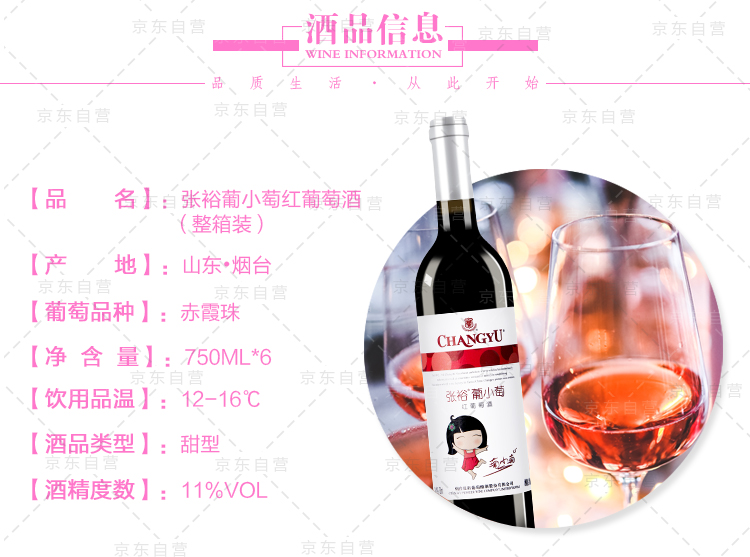 酒品信息
WINE INFORMATION
品质生活·从此开始
【品名】：张裕葡小萄红葡萄酒
（整箱装）
【产地】：山东·烟台
【葡萄品种】：赤霞珠
【净含量】：750ML*6
【饮用品温】：12-16℃
【酒品类型】：甜型
【酒精度数】：11%VOL
CHANGYU
张裕 葡小萄
红葡萄酒
京东自营